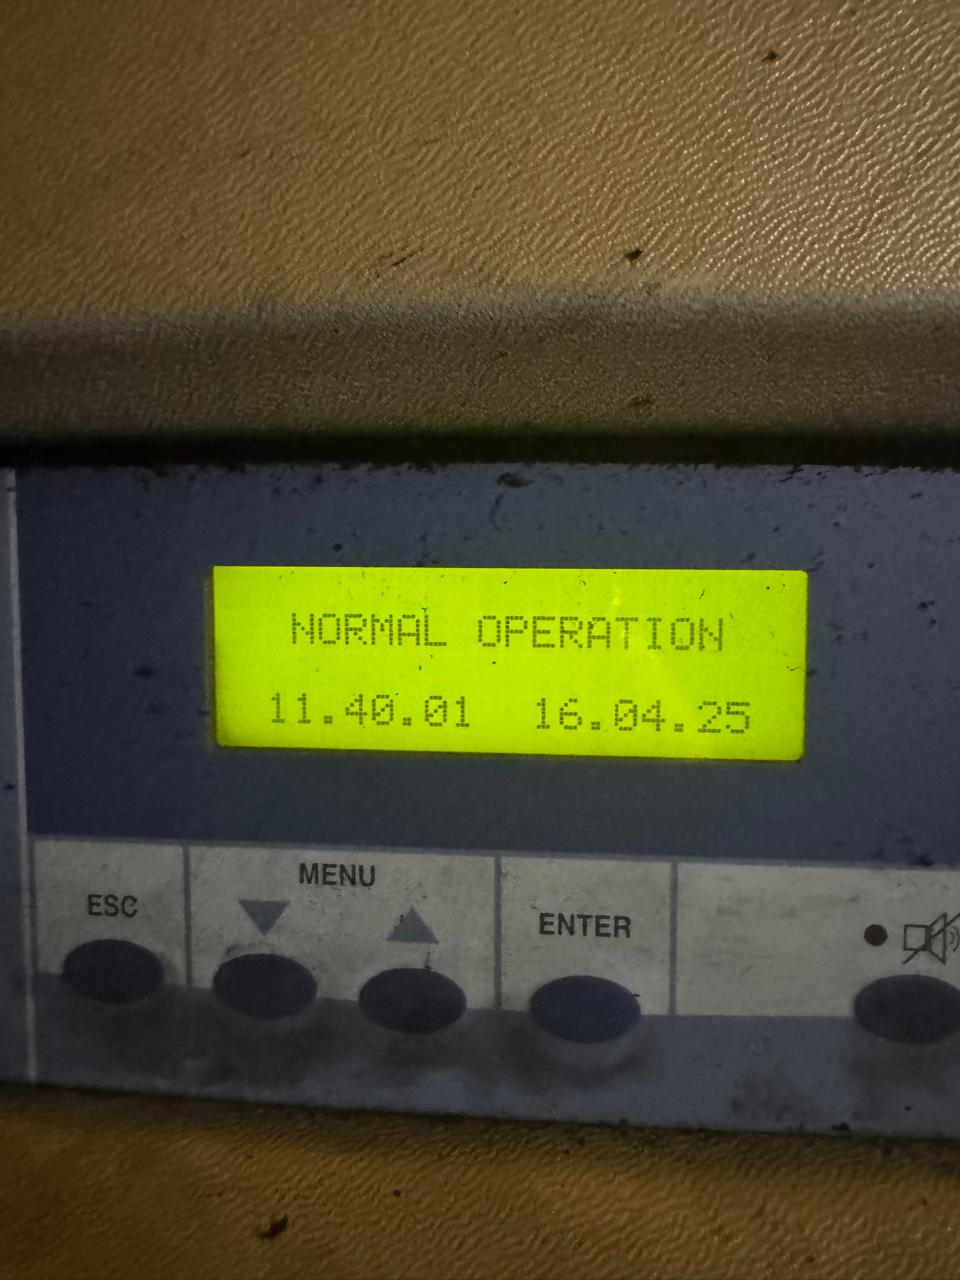 NORMAL OPERATION
11.40.01 16.04.25
MENU
ESC
ENTER